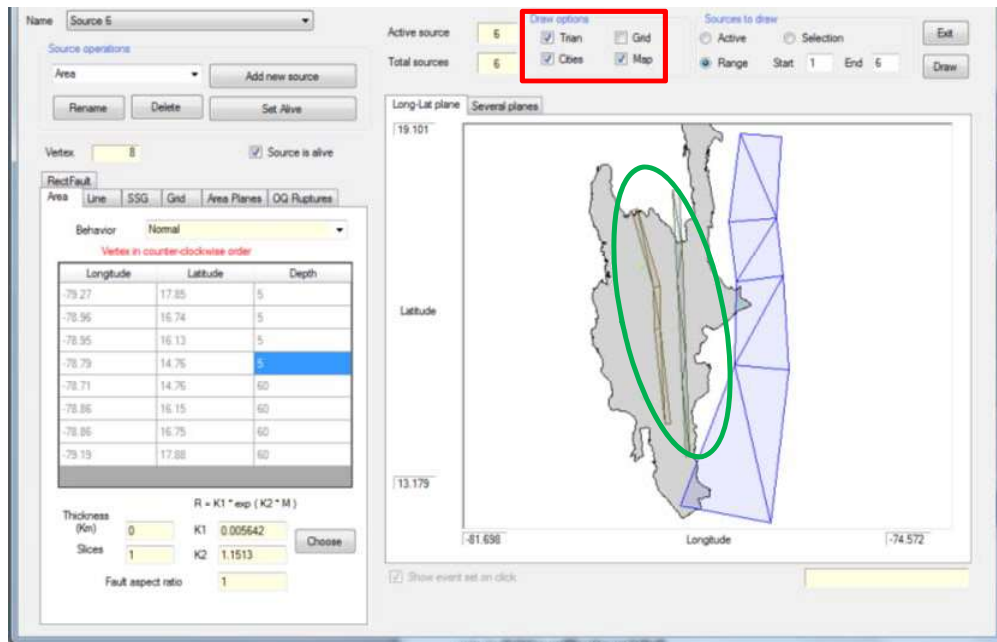 Name Source 6
Source operations
Area Add new source
Rename Delete Set Alive
Vertex 8 Source is alive
RectFault
Area Line SSG Grid Area Planes OQ Ruptures
Behavior Normal
Vertex in counter-clockwise order
Longitude Latitude Depth
-79.27 17.85 5
-78.96 16.74 5
-78.95 16.13 5
-78.79 14.76 5
-78.71 14.76 60
-78.86 16.15 60
-78.86 16.75 60
-79.19 17.88 60
R = K1 * exp ( K2 * M )
Thickness
(Km) 0 K1 0.005642
Slices 1 K2 1.1513 Choose
Fault aspect ratio 1
Active source 6
Total sources 6
Draw options
Trian Grid
Cities Map
Sources to draw
Active Selection
Range Start 1 End 6
Exit
Draw
Long-Lat plane Several planes
19.101
Latitude
13.179
-81.698 Longitude -74.572
Show event set on click